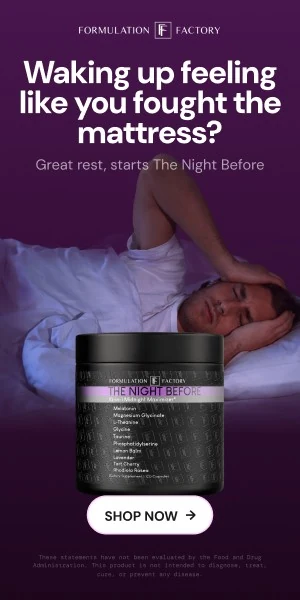 FORMULATION FF FACTORY
Waking up feeling
like you fought the
mattress?
Great rest, starts The Night Before
FORMULATION FF FACTORY
THE NIGHT BEFORE
Melatonin
Magnesium Glycinate
L-Theanine
Glycine
Taurine
Phosphatidylserine
Lemon Balm
Lavender
Tart Cherry
Rhodiola Rosea
SHOP NOW →
These statements have not been evaluated by the Food and Drug
Administration. This product is not intended to diagnose, treat,
cure, or prevent any disease.